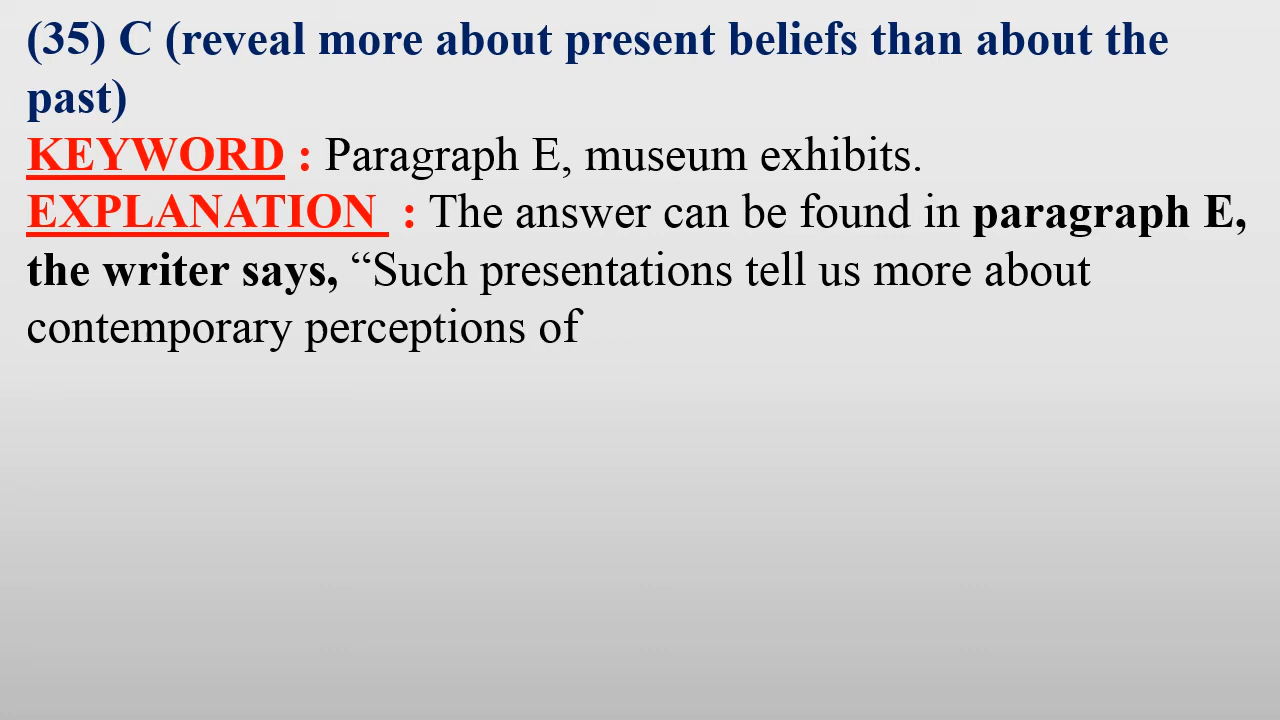 (35) C (reveal more about present beliefs than about the
past)
KEYWORD : Paragraph E, museum exhibits.
EXPLANATION : The answer can be found in paragraph E,
the writer says, “Such presentations tell us more about
contemporary perceptions of